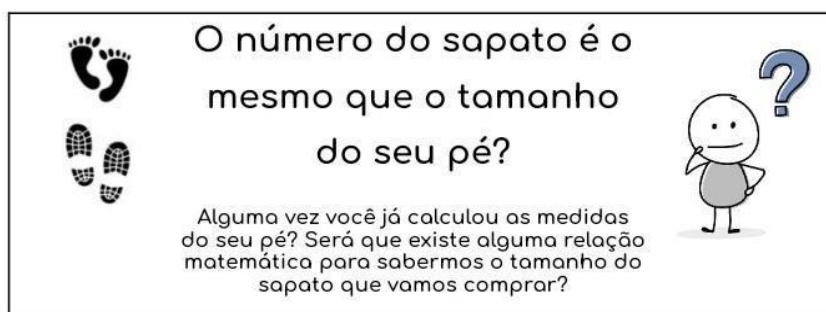 O número do sapato é o
mesmo que o tamanho
do seu pé?
Alguma vez você já calculou as medidas
do seu pé? Será que existe alguma relação
matemática para sabermos o tamanho do
sapato que vamos comprar?